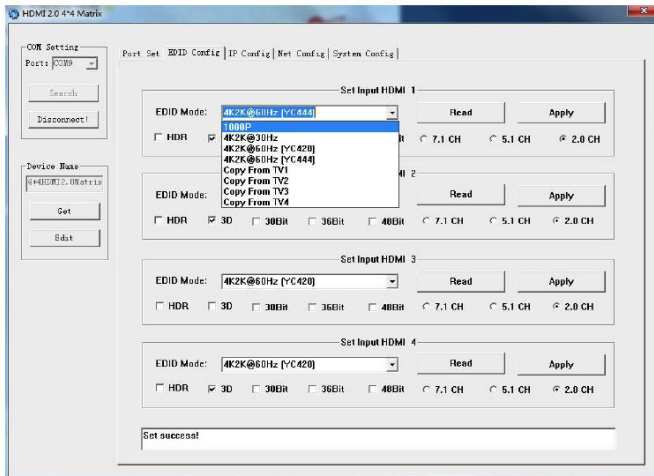 HDMI 2.0 4*4 Matrix
COM Setting
Port: COM9
Search
Disconnect!
Device Name
4*4HDMI2.0Matrix
Get
Edit
Port Set EDID Config IP Config Net Config System Config
Set Input HDMI 1
EDID Mode: 4K2K@60Hz (YC444) Read Apply
1080P
4K2K@30Hz
4K2K@60Hz (YC420)
4K2K@60Hz (YC444)
Copy From TV1
Copy From TV2
Copy From TV3
Copy From TV4
HDR 7.1 CH 5.1 CH 2.0 CH
2
EDID Mode: Read Apply
HDR 3D 30Bit 36Bit 48Bit 7.1 CH 5.1 CH 2.0 CH
Set Input HDMI 3
EDID Mode: 4K2K@60Hz (YC420) Read Apply
HDR 3D 30Bit 36Bit 48Bit 7.1 CH 5.1 CH 2.0 CH
Set Input HDMI 4
EDID Mode: 4K2K@60Hz (YC420) Read Apply
HDR 3D 30Bit 36Bit 48Bit 7.1 CH 5.1 CH 2.0 CH
Set success!